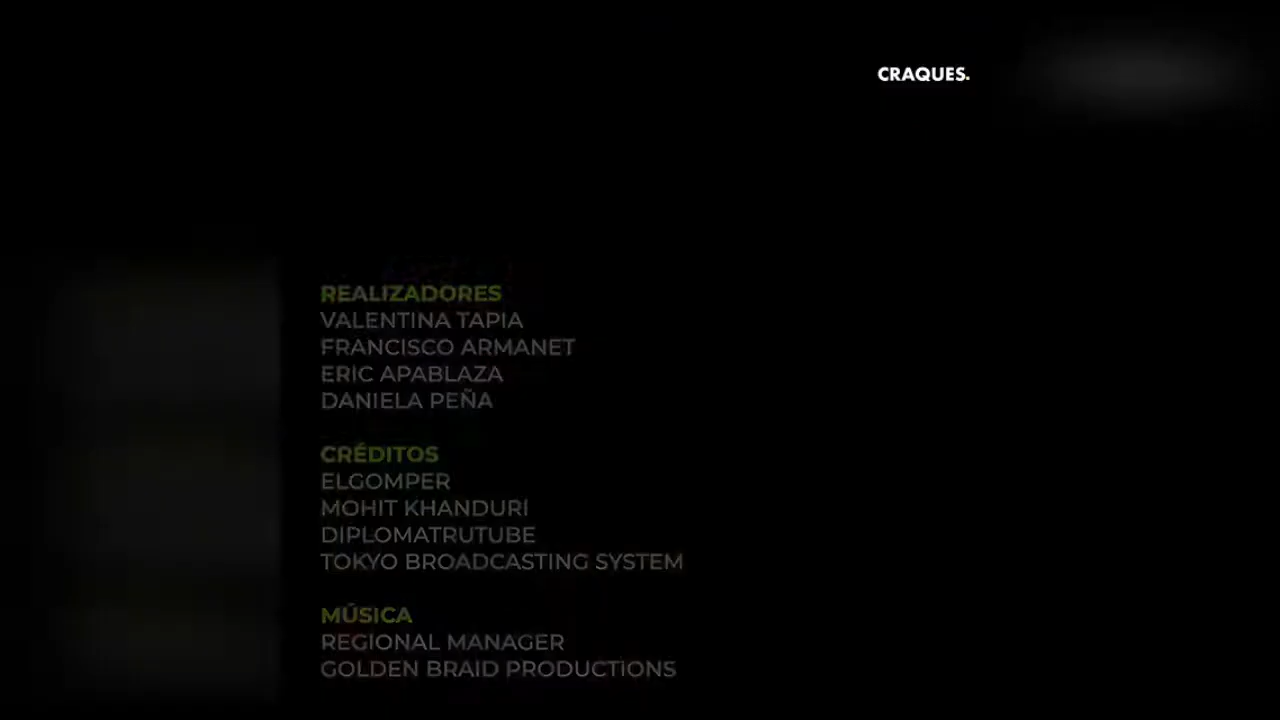 CRAQUES.
REALIZADORES
VALENTINA TAPIA
FRANCISCO ARMANET
ERIC APABLAZA
DANIELA PEÑA
CRÉDITOS
ELGOMPER
MOHIT KHANDURI
DIPLOMATRUTUBE
TOKYO BROADCASTING SYSTEM
MÚSICA
REGIONAL MANAGER
GOLDEN BRAID PRODUCTIONS